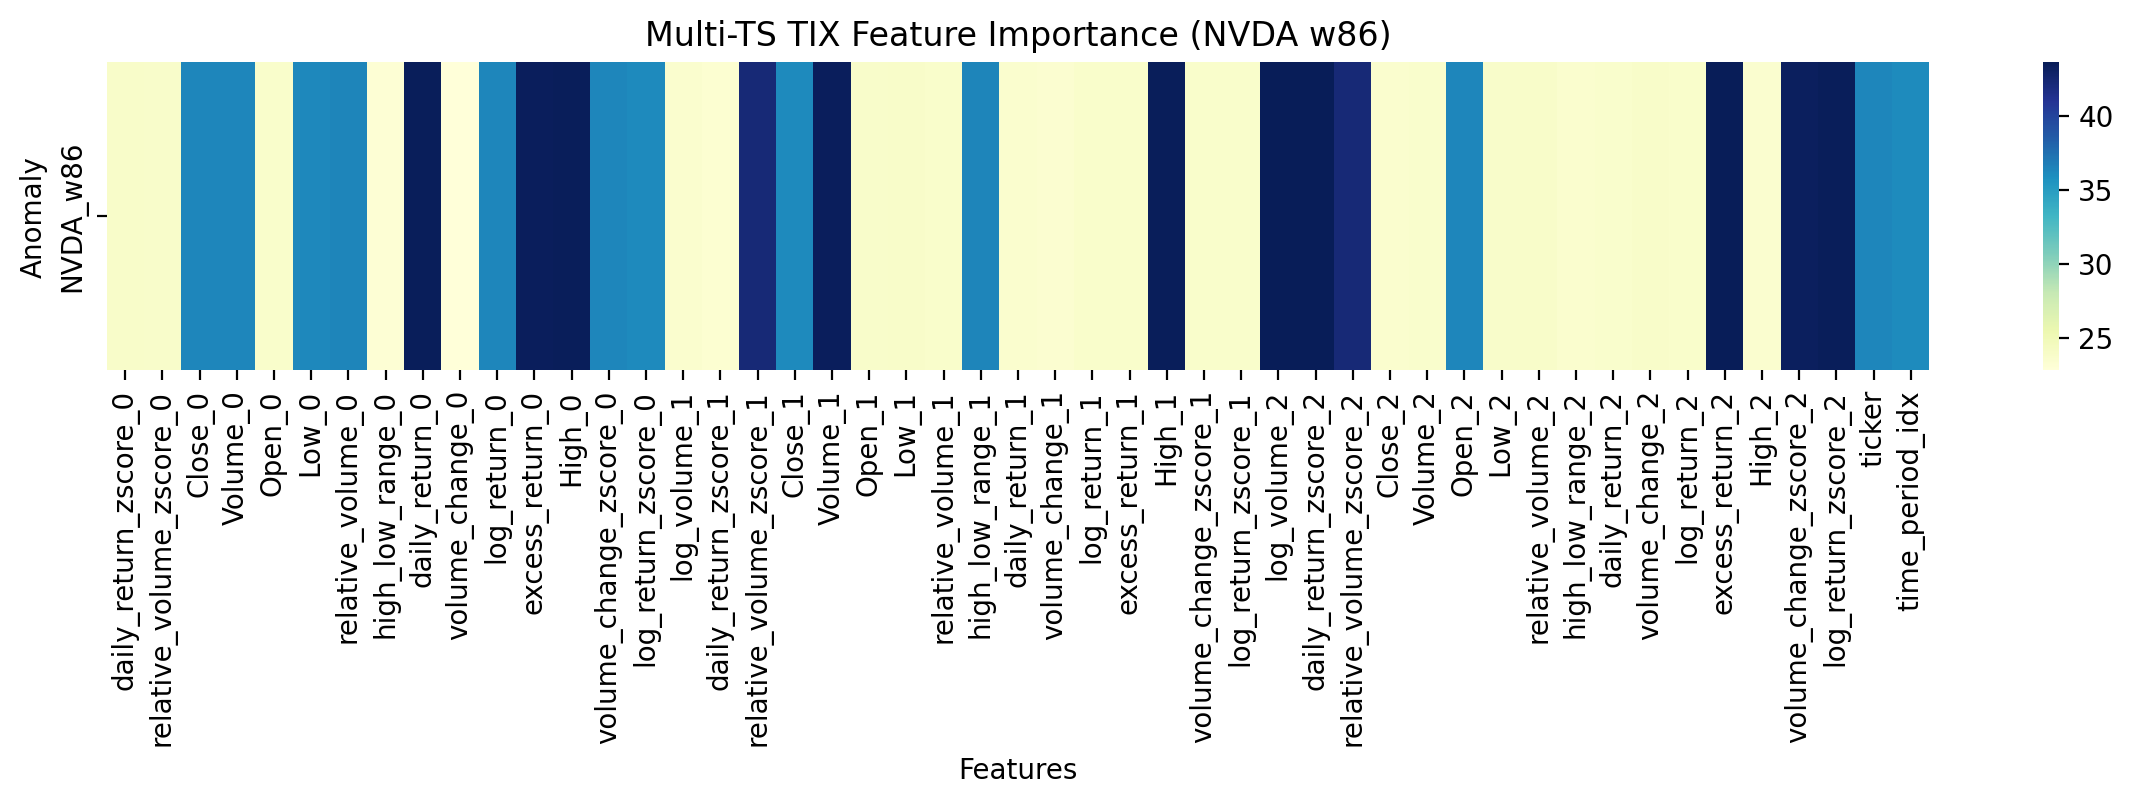 Multi-TS TIX Feature Importance (NVDA w86)
Anomaly
NVDA_w86
40
35
30
25
daily_return_zscore_0
relative_volume_zscore_0
Close_0
Volume_0
Open_0
Low_0
relative_volume_0
high_low_range_0
daily_return_0
volume_change_0
log_return_0
excess_return_0
High_0
volume_change_zscore_0
log_return_zscore_0
log_volume_1
daily_return_zscore_1
relative_volume_zscore_1
Close_1
Volume_1
Open_1
Low_1
relative_volume_1
high_low_range_1
daily_return_1
volume_change_1
log_return_1
excess_return_1
High_1
volume_change_zscore_1
log_return_zscore_1
log_volume_2
daily_return_zscore_2
relative_volume_zscore_2
Close_2
Volume_2
Open_2
Low_2
relative_volume_2
high_low_range_2
daily_return_2
volume_change_2
log_return_2
excess_return_2
High_2
volume_change_zscore_2
log_return_zscore_2
ticker
time_period_idx
Features